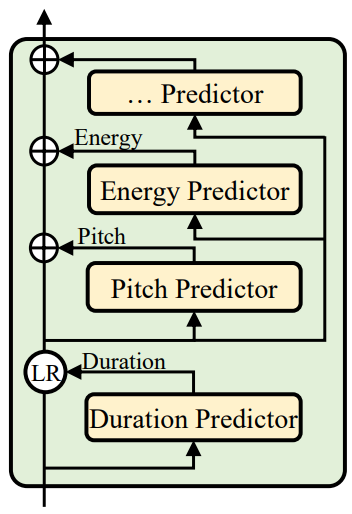 … Predictor
Energy
Energy Predictor
Pitch
Pitch Predictor
Duration
LR
Duration Predictor